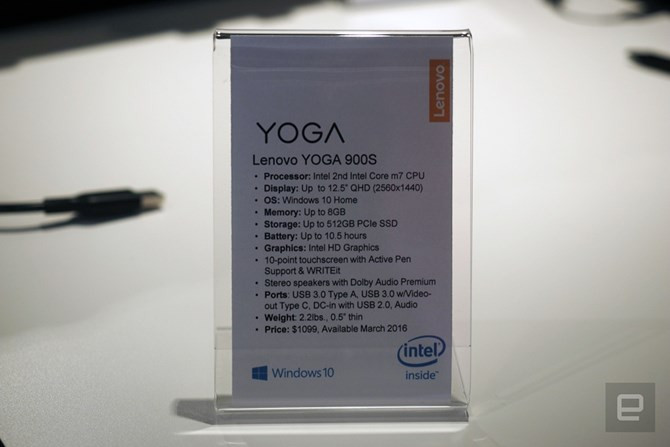 Lenovo
YOGA
Lenovo YOGA 900S
• Processor: Intel 2nd Intel Core m7 CPU
• Display: Up to 12.5" QHD (2560x1440)
• OS: Windows 10 Home
• Memory: Up to 8GB
• Storage: Up to 512GB PCIe SSD
• Battery: Up to 10.5 hours
• Graphics: Intel HD Graphics
• 10-point touchscreen with Active Pen
Support & WRITEit
• Stereo speakers with Dolby Audio Premium
• Ports: USB 3.0 Type A, USB 3.0 w/Video-
out Type C, DC-in with USB 2.0, Audio
• Weight: 2.2lbs., 0.5" thin
• Price: $1099, Available March 2016
Windows 10
intel
inside™
e